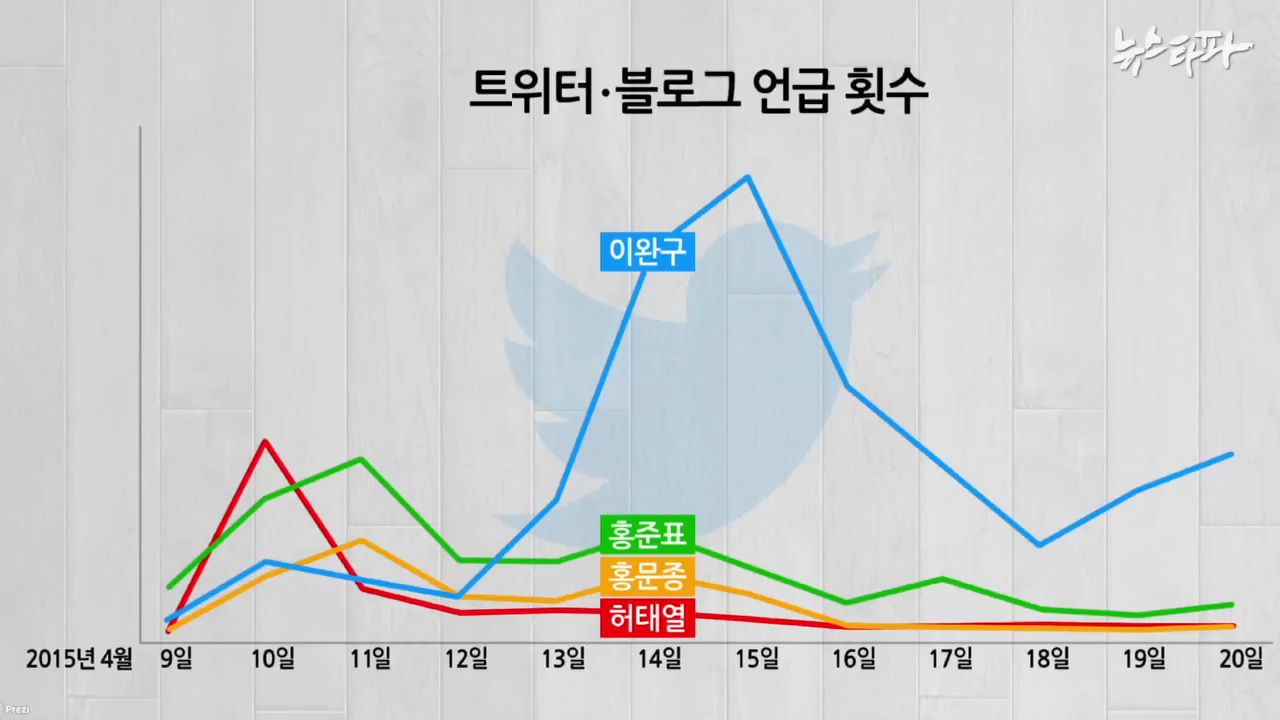 뉴스타파
트위터·블로그 언급 횟수
이완구
홍준표
홍문종
허태열
2015년 4월 9일 10일 11일 12일 13일 14일 15일 16일 17일 18일 19일 20일
Prezi